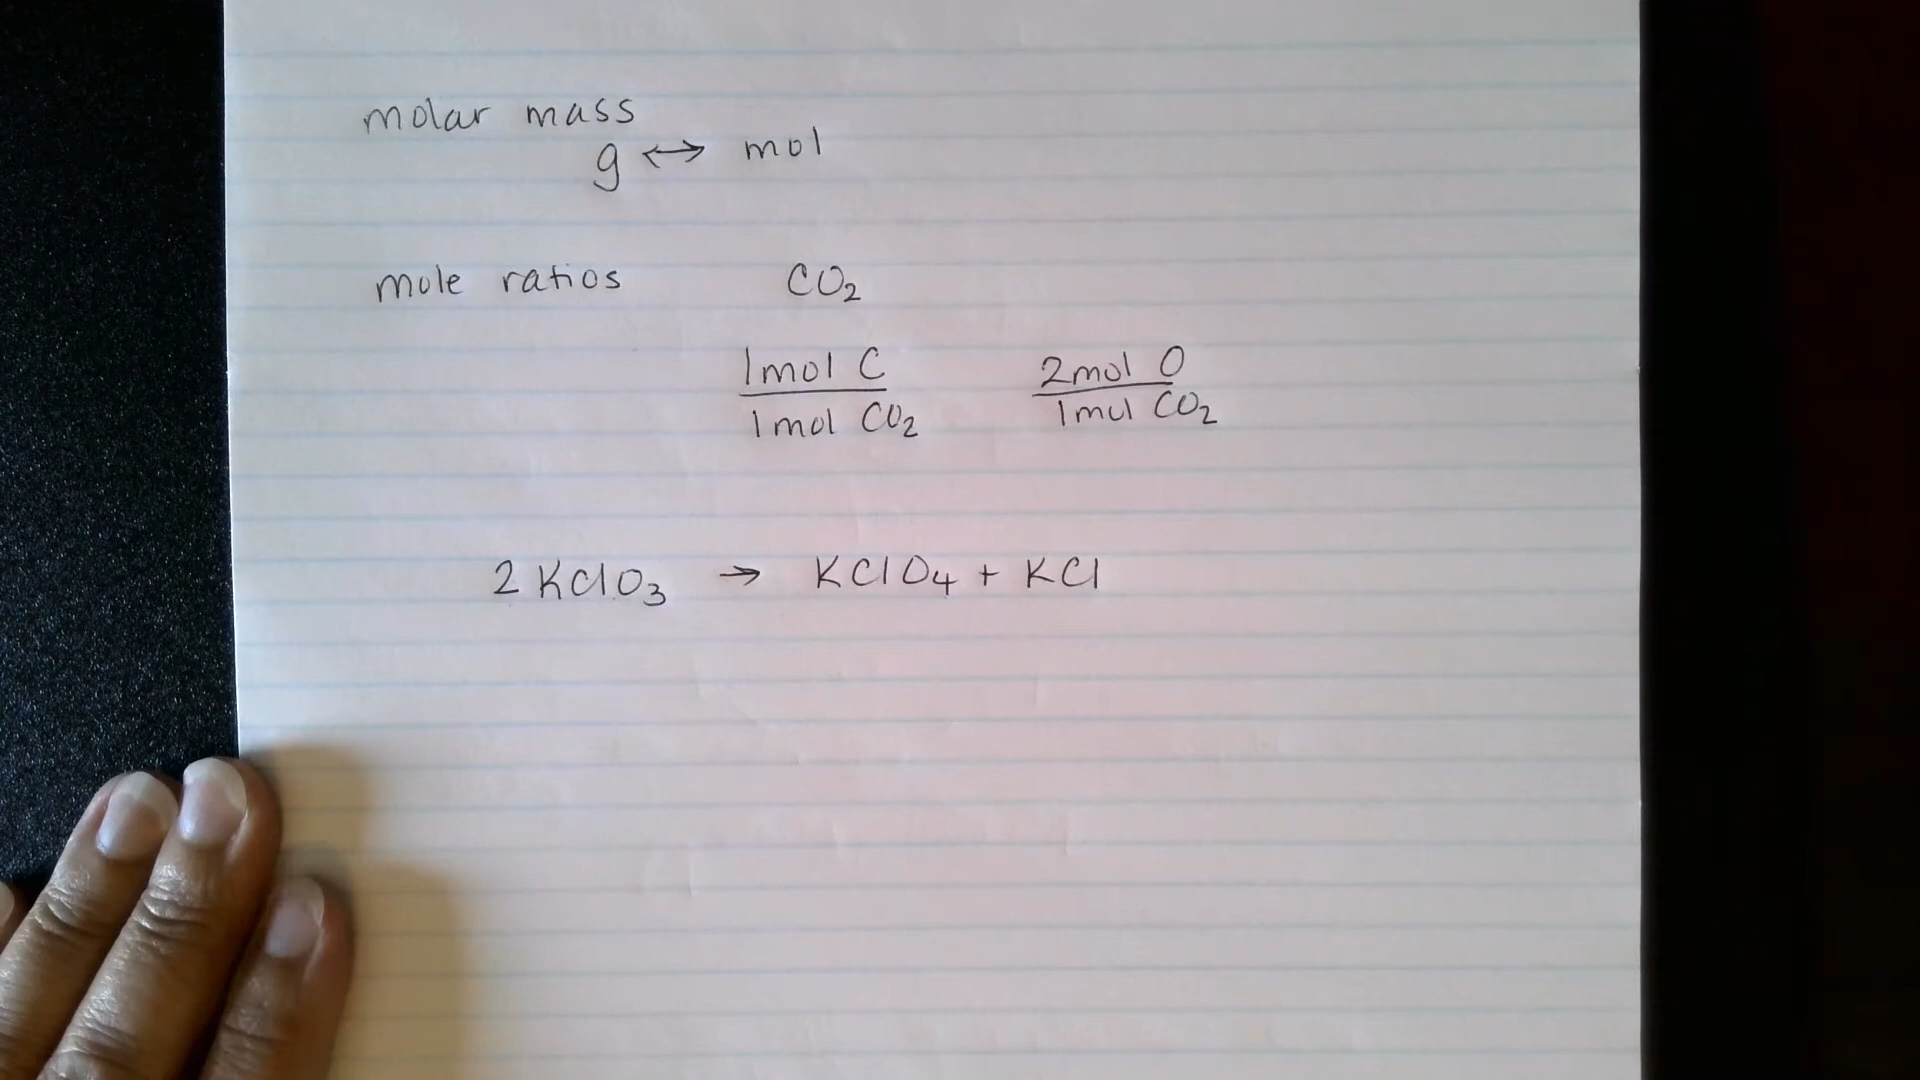 molar mass
g ↔ mol
mole ratios CO₂
1mol C 2mol O
1mol CO₂ 1mol CO₂
2 KClO₃ → KClO₄ + KCl